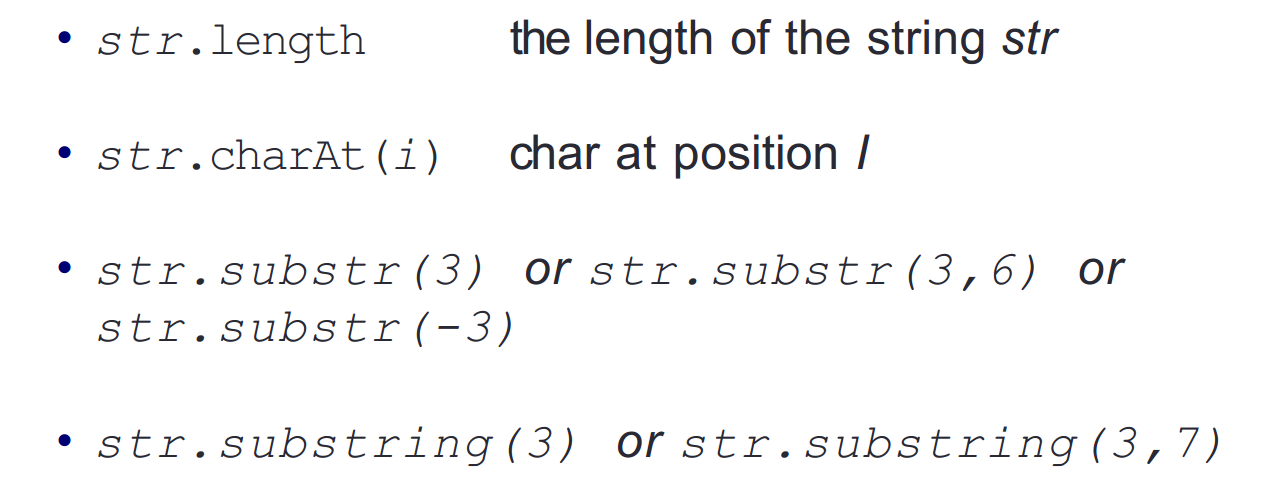 • str.length the length of the string str
• str.charAt(i) char at position I
• str.substr(3) or str.substr(3,6) or
str.substr(-3)
• str.substring(3) or str.substring(3,7)